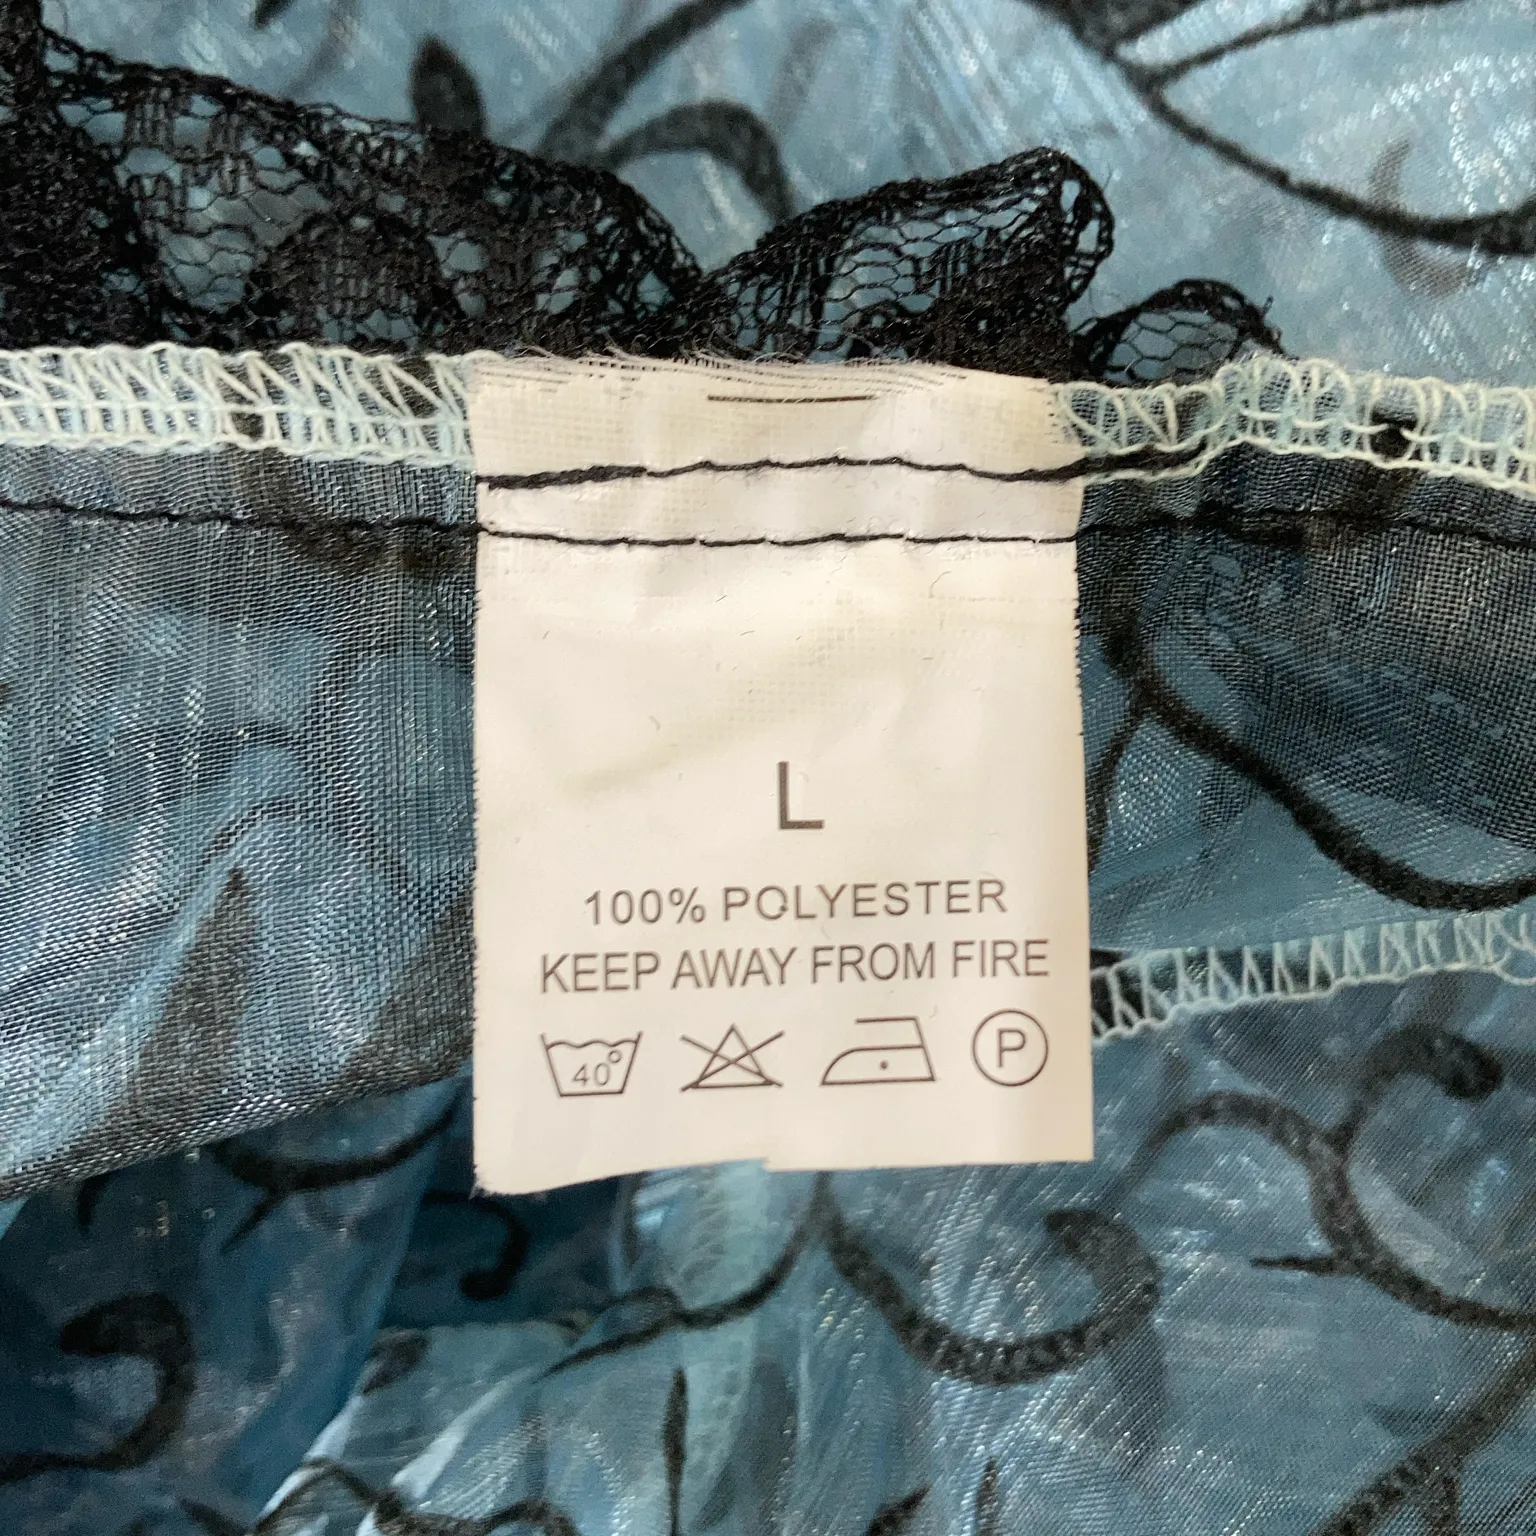 L
100% POLYESTER
KEEP AWAY FROM FIRE
40° P